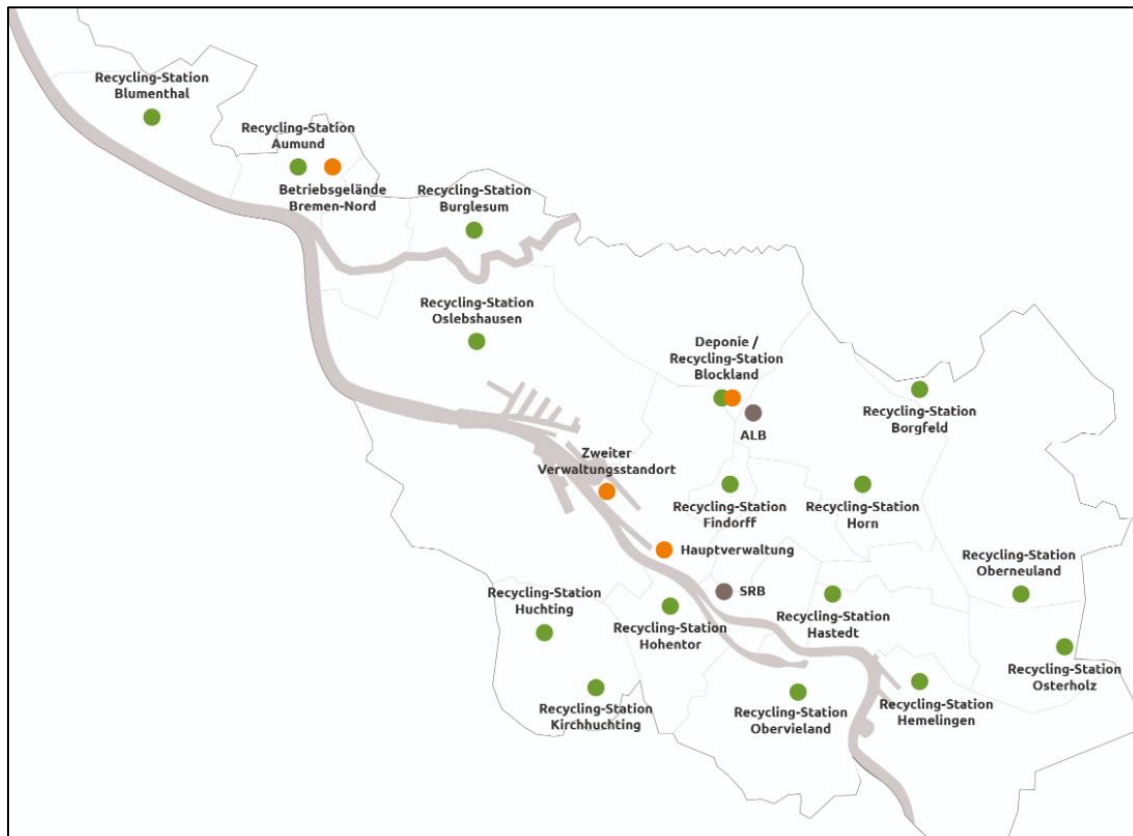 Recycling-Station
Blumenthal
Recycling-Station
Aumund
Betriebsgelände
Bremen-Nord
Recycling-Station
Burglesum
Recycling-Station
Oslebshausen
Deponie /
Recycling-Station
Blockland
ALB
Recycling-Station
Borgfeld
Zweiter
Verwaltungsstandort
Recycling-Station
Findorff
Recycling-Station
Horn
Hauptverwaltung
Recycling-Station
Oberneuland
SRB
Recycling-Station
Huchting
Recycling-Station
Hohentor
Recycling-Station
Hastedt
Recycling-Station
Osterholz
Recycling-Station
Kirchhuchting
Recycling-Station
Obervieland
Recycling-Station
Hemelingen